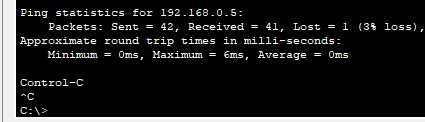 Ping statistics for 192.168.0.5:
Packets: Sent = 42, Received = 41, Lost = 1 (3% loss),
Approximate round trip times in milli-seconds:
Minimum = 0ms, Maximum = 6ms, Average = 0ms
Control-C
^C
C:\>